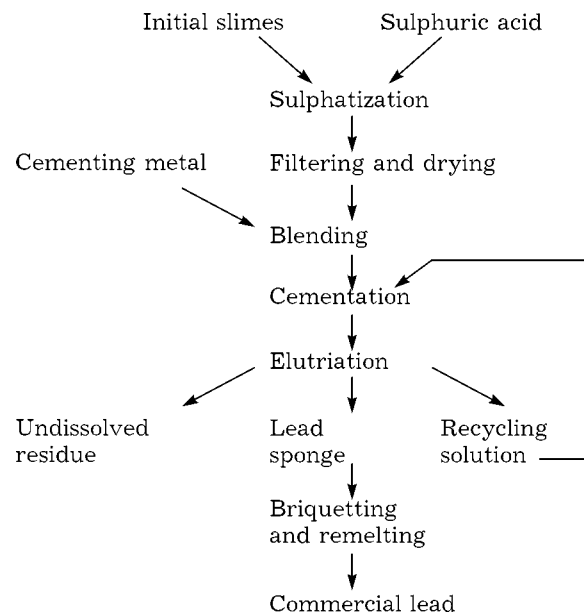 Initial slimes
Sulphuric acid
Sulphatization
Cementing metal
Filtering and drying
Blending
Cementation
Elutriation
Undissolved
residue
Lead
sponge
Recycling
solution
Briquetting
and remelting
Commercial lead